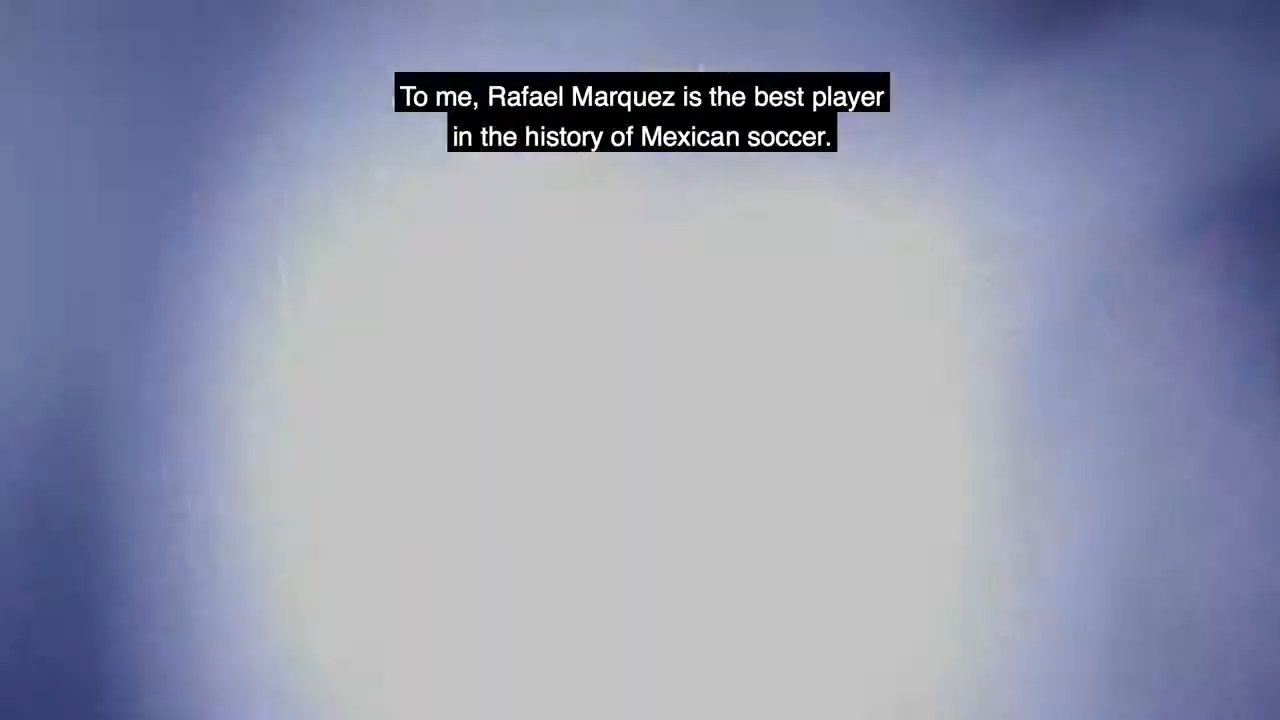 To me, Rafael Marquez is the best player
in the history of Mexican soccer.